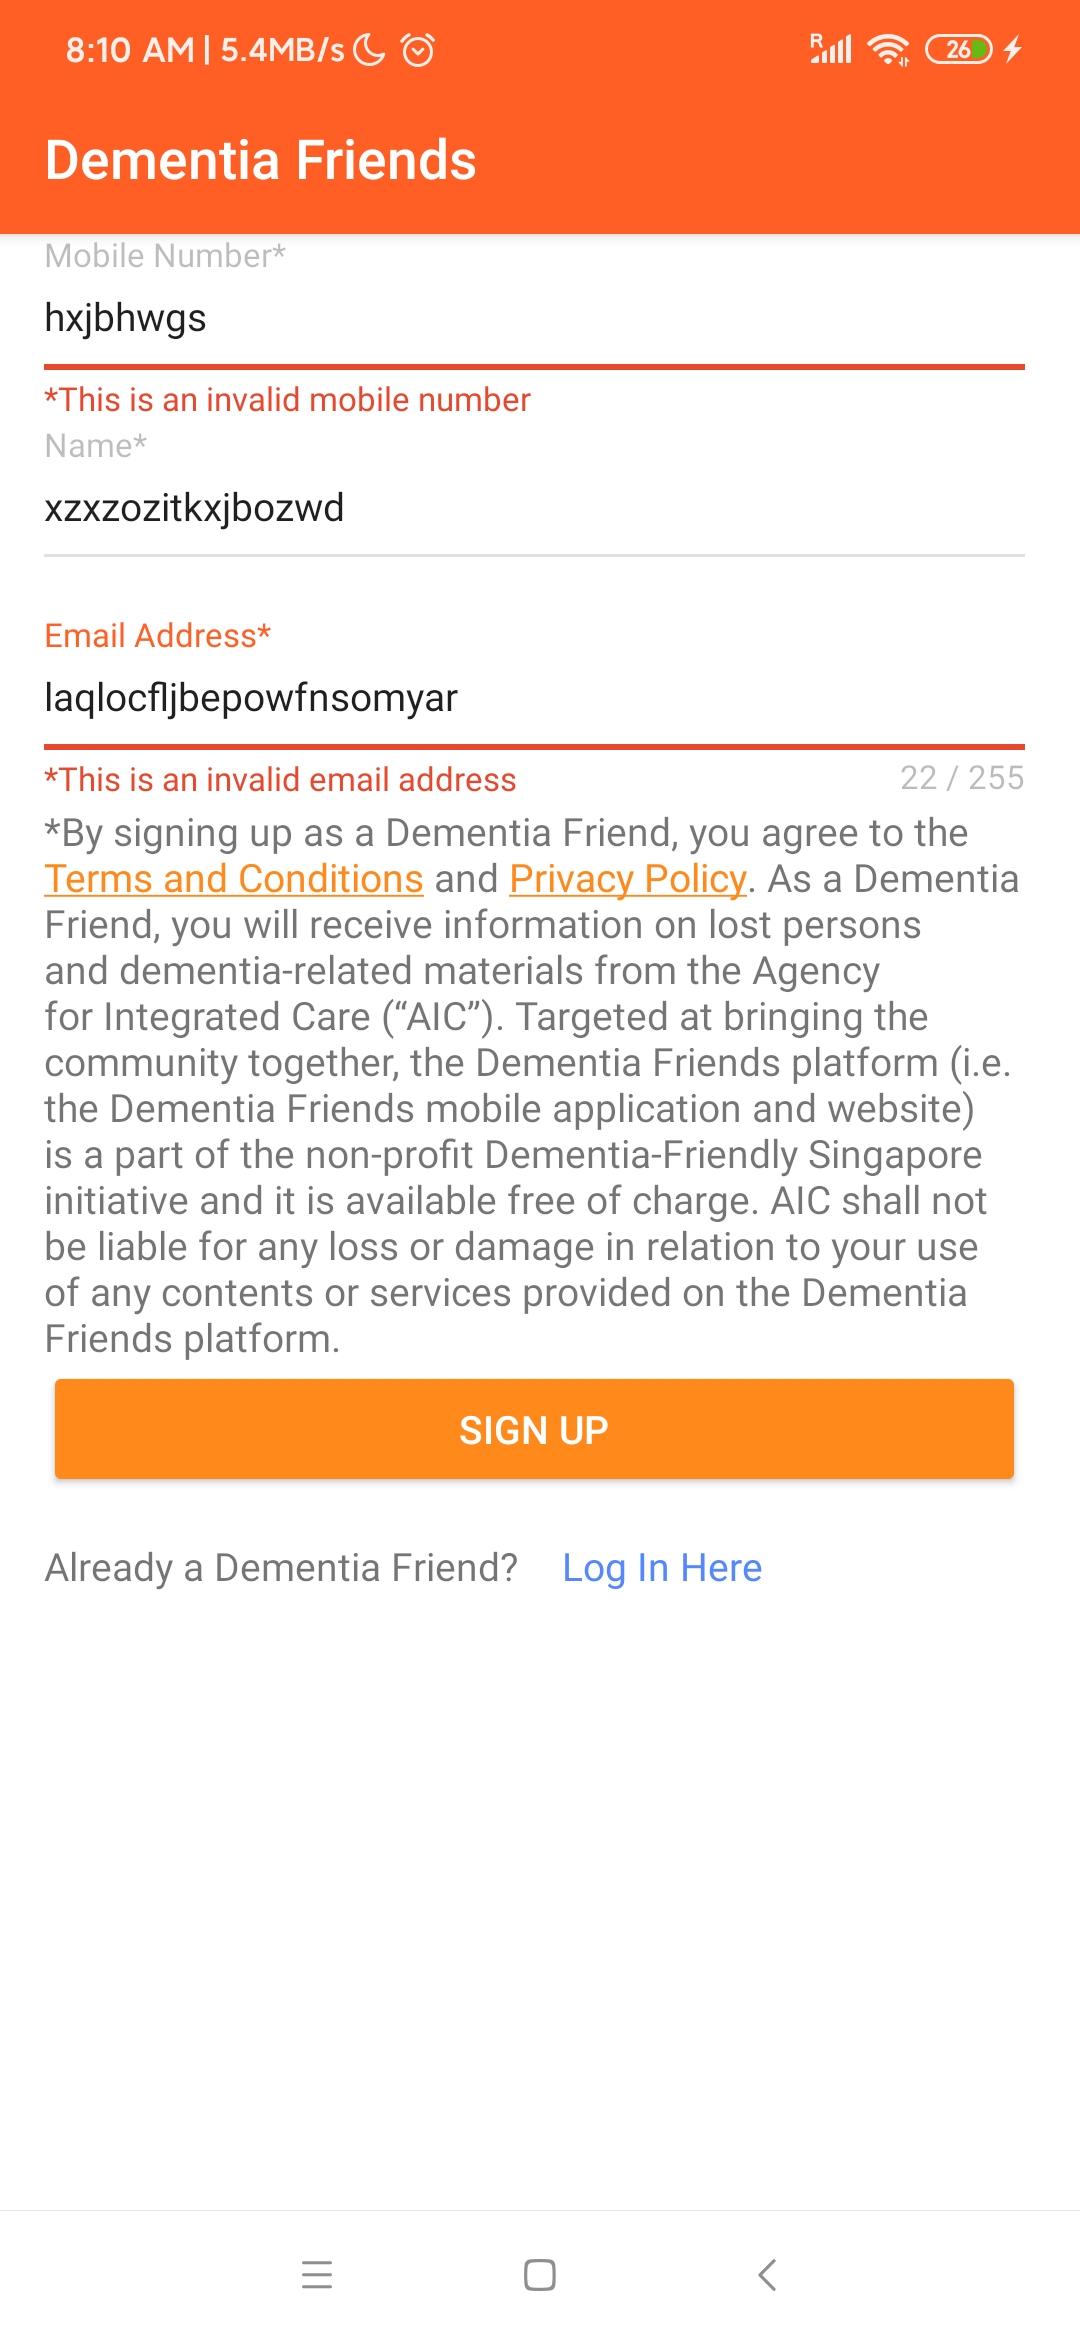 8:10 AM | 5.4MB/s
R
26
Dementia Friends
Mobile Number*
hxjbhwgs
*This is an invalid mobile number
Name*
xzxzozitkxjbozwd
Email Address*
laqlocfljbepowfnsomyar
*This is an invalid email address 22 / 255
*By signing up as a Dementia Friend, you agree to the
Terms and Conditions and Privacy Policy. As a Dementia
Friend, you will receive information on lost persons
and dementia-related materials from the Agency
for Integrated Care (“AIC”). Targeted at bringing the
community together, the Dementia Friends platform (i.e.
the Dementia Friends mobile application and website)
is a part of the non-profit Dementia-Friendly Singapore
initiative and it is available free of charge. AIC shall not
be liable for any loss or damage in relation to your use
of any contents or services provided on the Dementia
Friends platform.
SIGN UP
Already a Dementia Friend? Log In Here